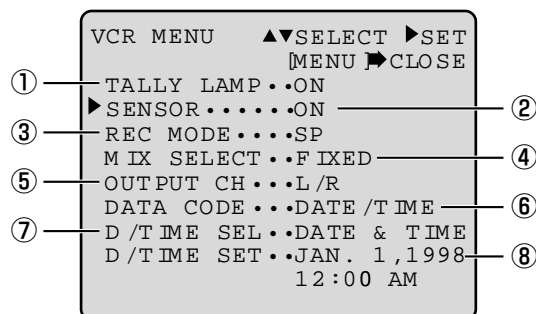 VCR MENU ▲▼SELECT ▶SET
[MENU]➡CLOSE
① TALLY LAMP••ON
▶SENSOR••••••ON ②
③ REC MODE••••SP
MIX SELECT••FIXED ④
⑤ OUTPUT CH•••L/R
DATA CODE•••DATE/TIME ⑥
⑦ D/TIME SEL••DATE & TIME
D/TIME SET••JAN. 1,1998 ⑧
12:00 AM